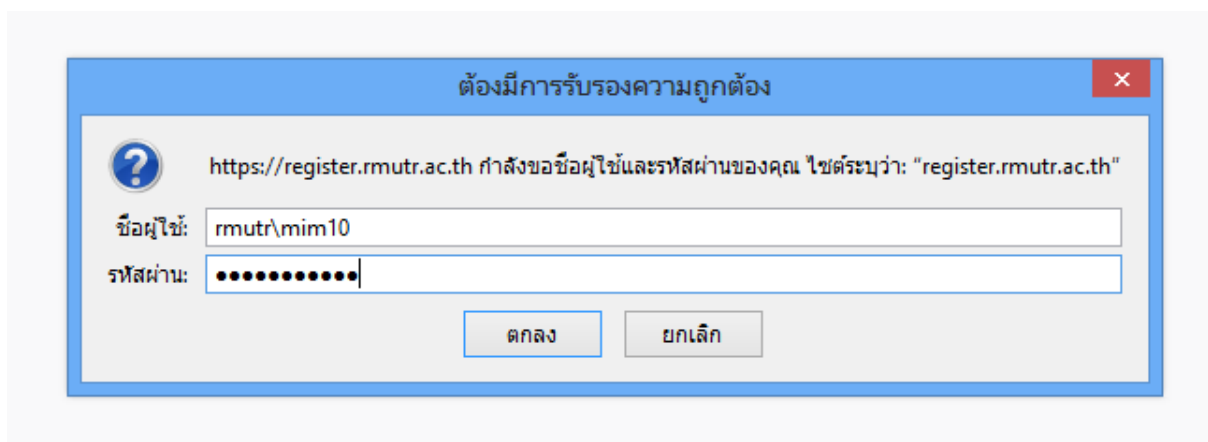 ต้องมีการรับรองความถูกต้อง
https://register.rmutr.ac.th กำลังขอชื่อผู้ใช้และรหัสผ่านของคุณ ไซต์ระบุว่า: “register.rmutr.ac.th”
ชื่อผู้ใช้: rmutr\mim10
รหัสผ่าน: ●●●●●●●●●●●
ตกลง ยกเลิก